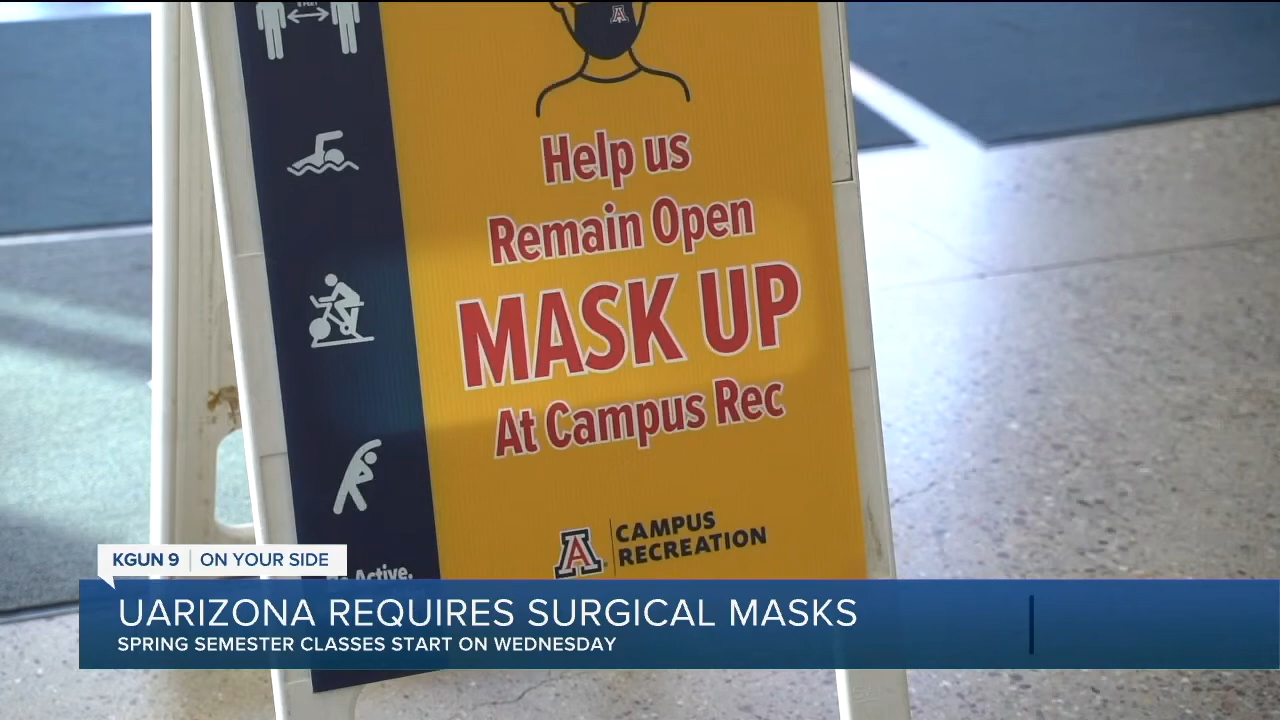 Help us
Remain Open
MASK UP
At Campus Rec
A CAMPUS
RECREATION
Active.
KGUN 9 | ON YOUR SIDE
UARIZONA REQUIRES SURGICAL MASKS
SPRING SEMESTER CLASSES START ON WEDNESDAY